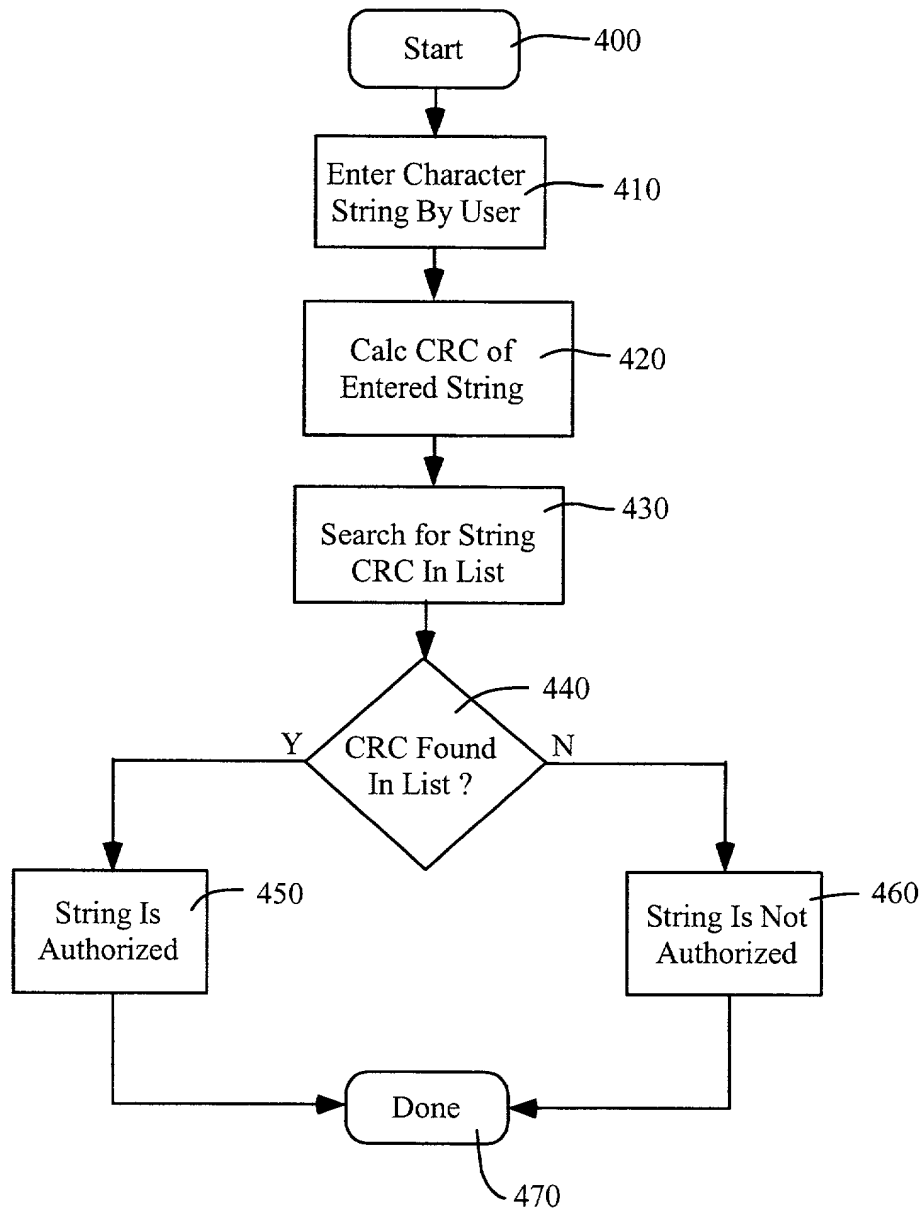 Start
400
Enter Character
String By User
410
Calc CRC of
Entered String
420
Search for String
CRC In List
430
CRC Found
In List ?
440
Y
N
String Is
Authorized
450
String Is Not
Authorized
460
Done
470